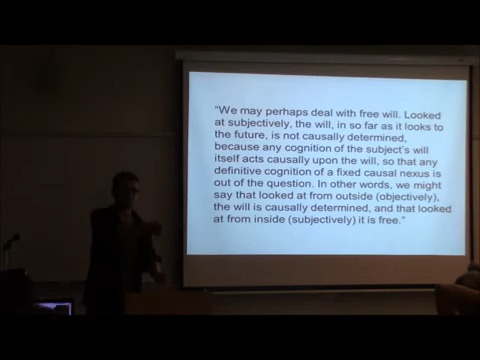 "We may perhaps deal with free will. Looked
at subjectively, the will, in so far as it looks to
the future, is not causally determined,
because any cognition of the subject's will
itself acts causally upon the will, so that any
definitive cognition of a fixed causal nexus is
out of the question. In other words, we might
say that looked at from outside (objectively),
the will is causally determined, and that looked
at from inside (subjectively) it is free."